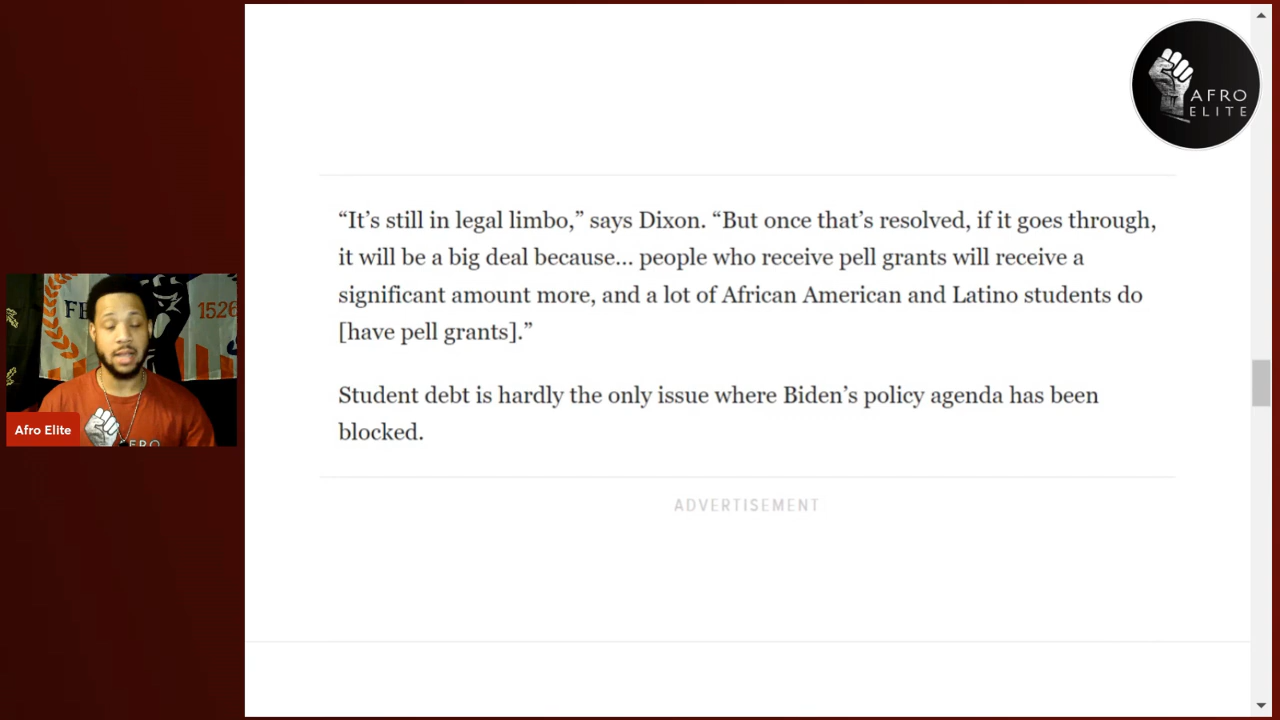 AFRO
ELITE
“It’s still in legal limbo,” says Dixon. “But once that’s resolved, if it goes through,
it will be a big deal because... people who receive pell grants will receive a
significant amount more, and a lot of African American and Latino students do
[have pell grants].”
FE
1526
Student debt is hardly the only issue where Biden’s policy agenda has been
blocked.
Afro Elite
AFRO
ADVERTISEMENT